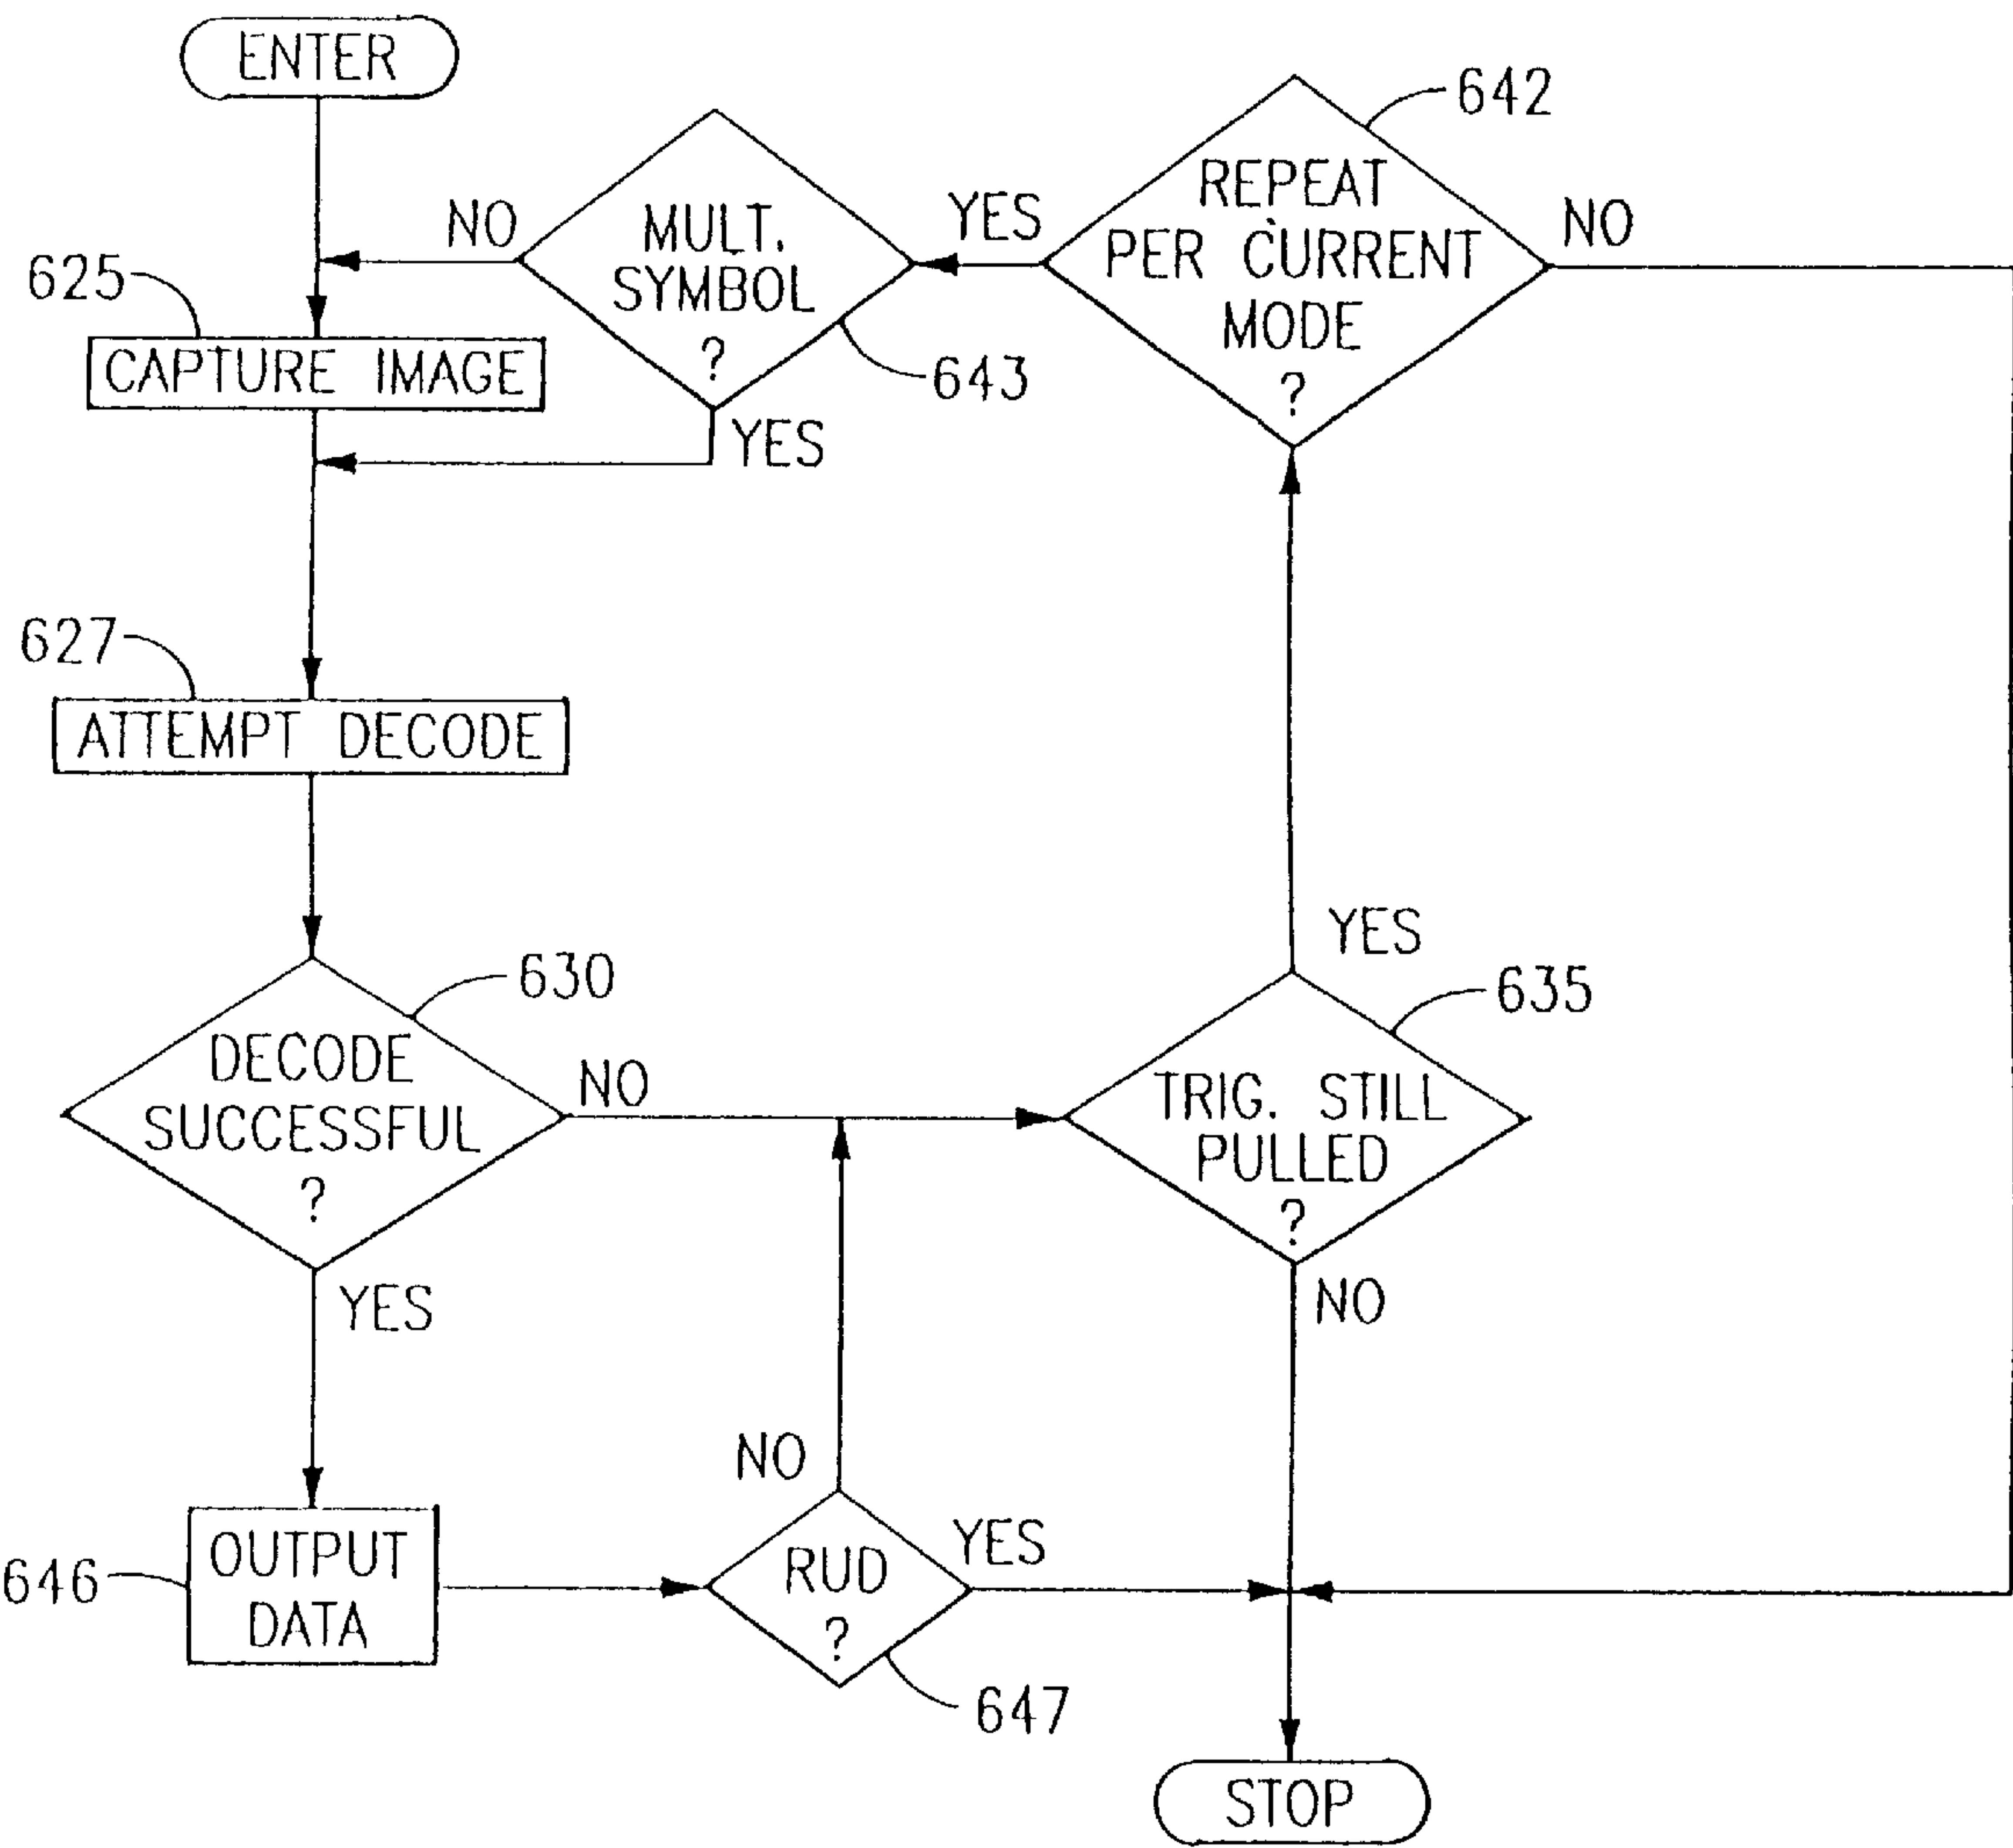 ENTER
642
REPEAT
PER CURRENT
MODE
?
NO
YES
MULT.
SYMBOL
?
NO
643
YES
625
CAPTURE IMAGE
627
ATTEMPT DECODE
630
DECODE
SUCCESSFUL
?
NO
YES
YES
635
TRIG. STILL
PULLED
?
NO
646
OUTPUT
DATA
NO
RUD
?
YES
647
STOP